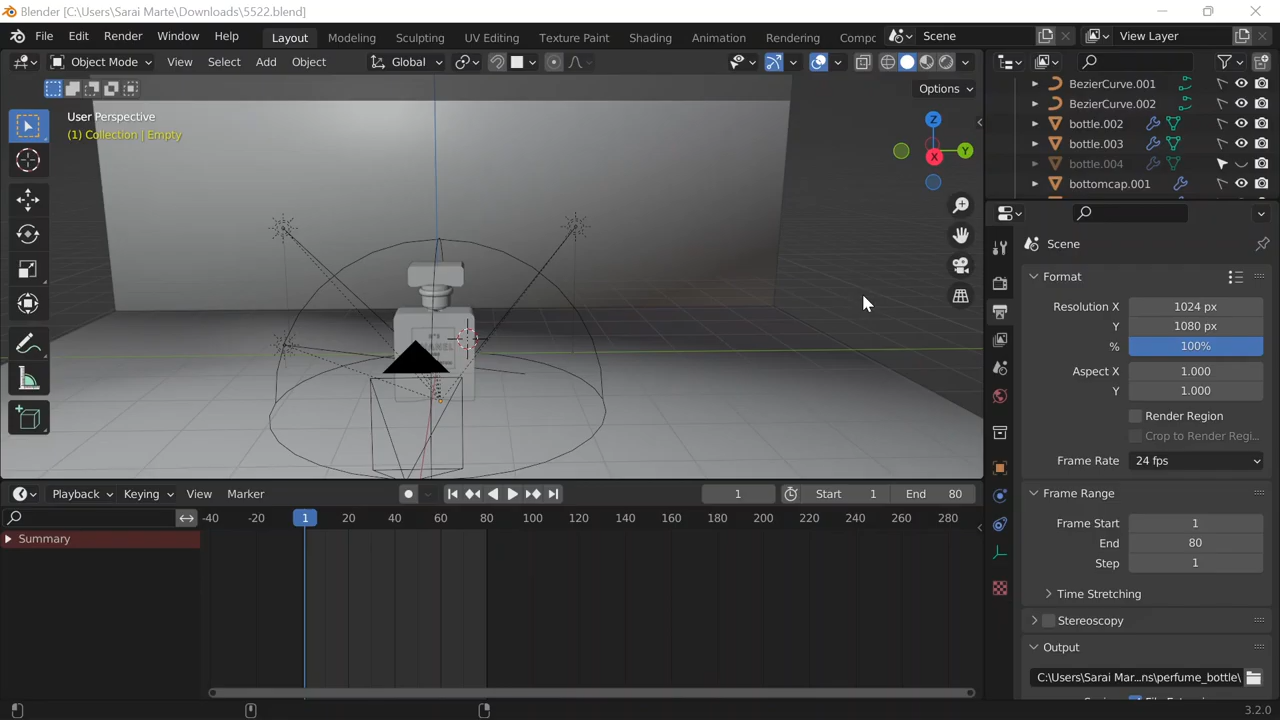 Blender [C:\Users\Sarai Marte\Downloads\5522.blend]
File Edit Render Window Help Layout Modeling Sculpting UV Editing Texture Paint Shading Animation Rendering Compc Scene View Layer
Object Mode View Select Add Object Global
Options
User Perspective
(1) Collection | Empty
Z
Y
X
BezierCurve.001
BezierCurve.002
bottle.002
bottle.003
bottle.004
bottomcap.001
Scene
Format
Resolution X 1024 px
Y 1080 px
% 100%
Aspect X 1.000
Y 1.000
Render Region
Crop to Render Regi...
Frame Rate 24 fps
Frame Range
Frame Start 1
End 80
Step 1
Time Stretching
Stereoscopy
Output
C:\Users\Sarai Mar...ns\perfume_bottle\
Playback Keying View Marker 1 Start 1 End 80
-40 -20 1 20 40 60 80 100 120 140 160 180 200 220 240 260 280
Summary
3.2.0